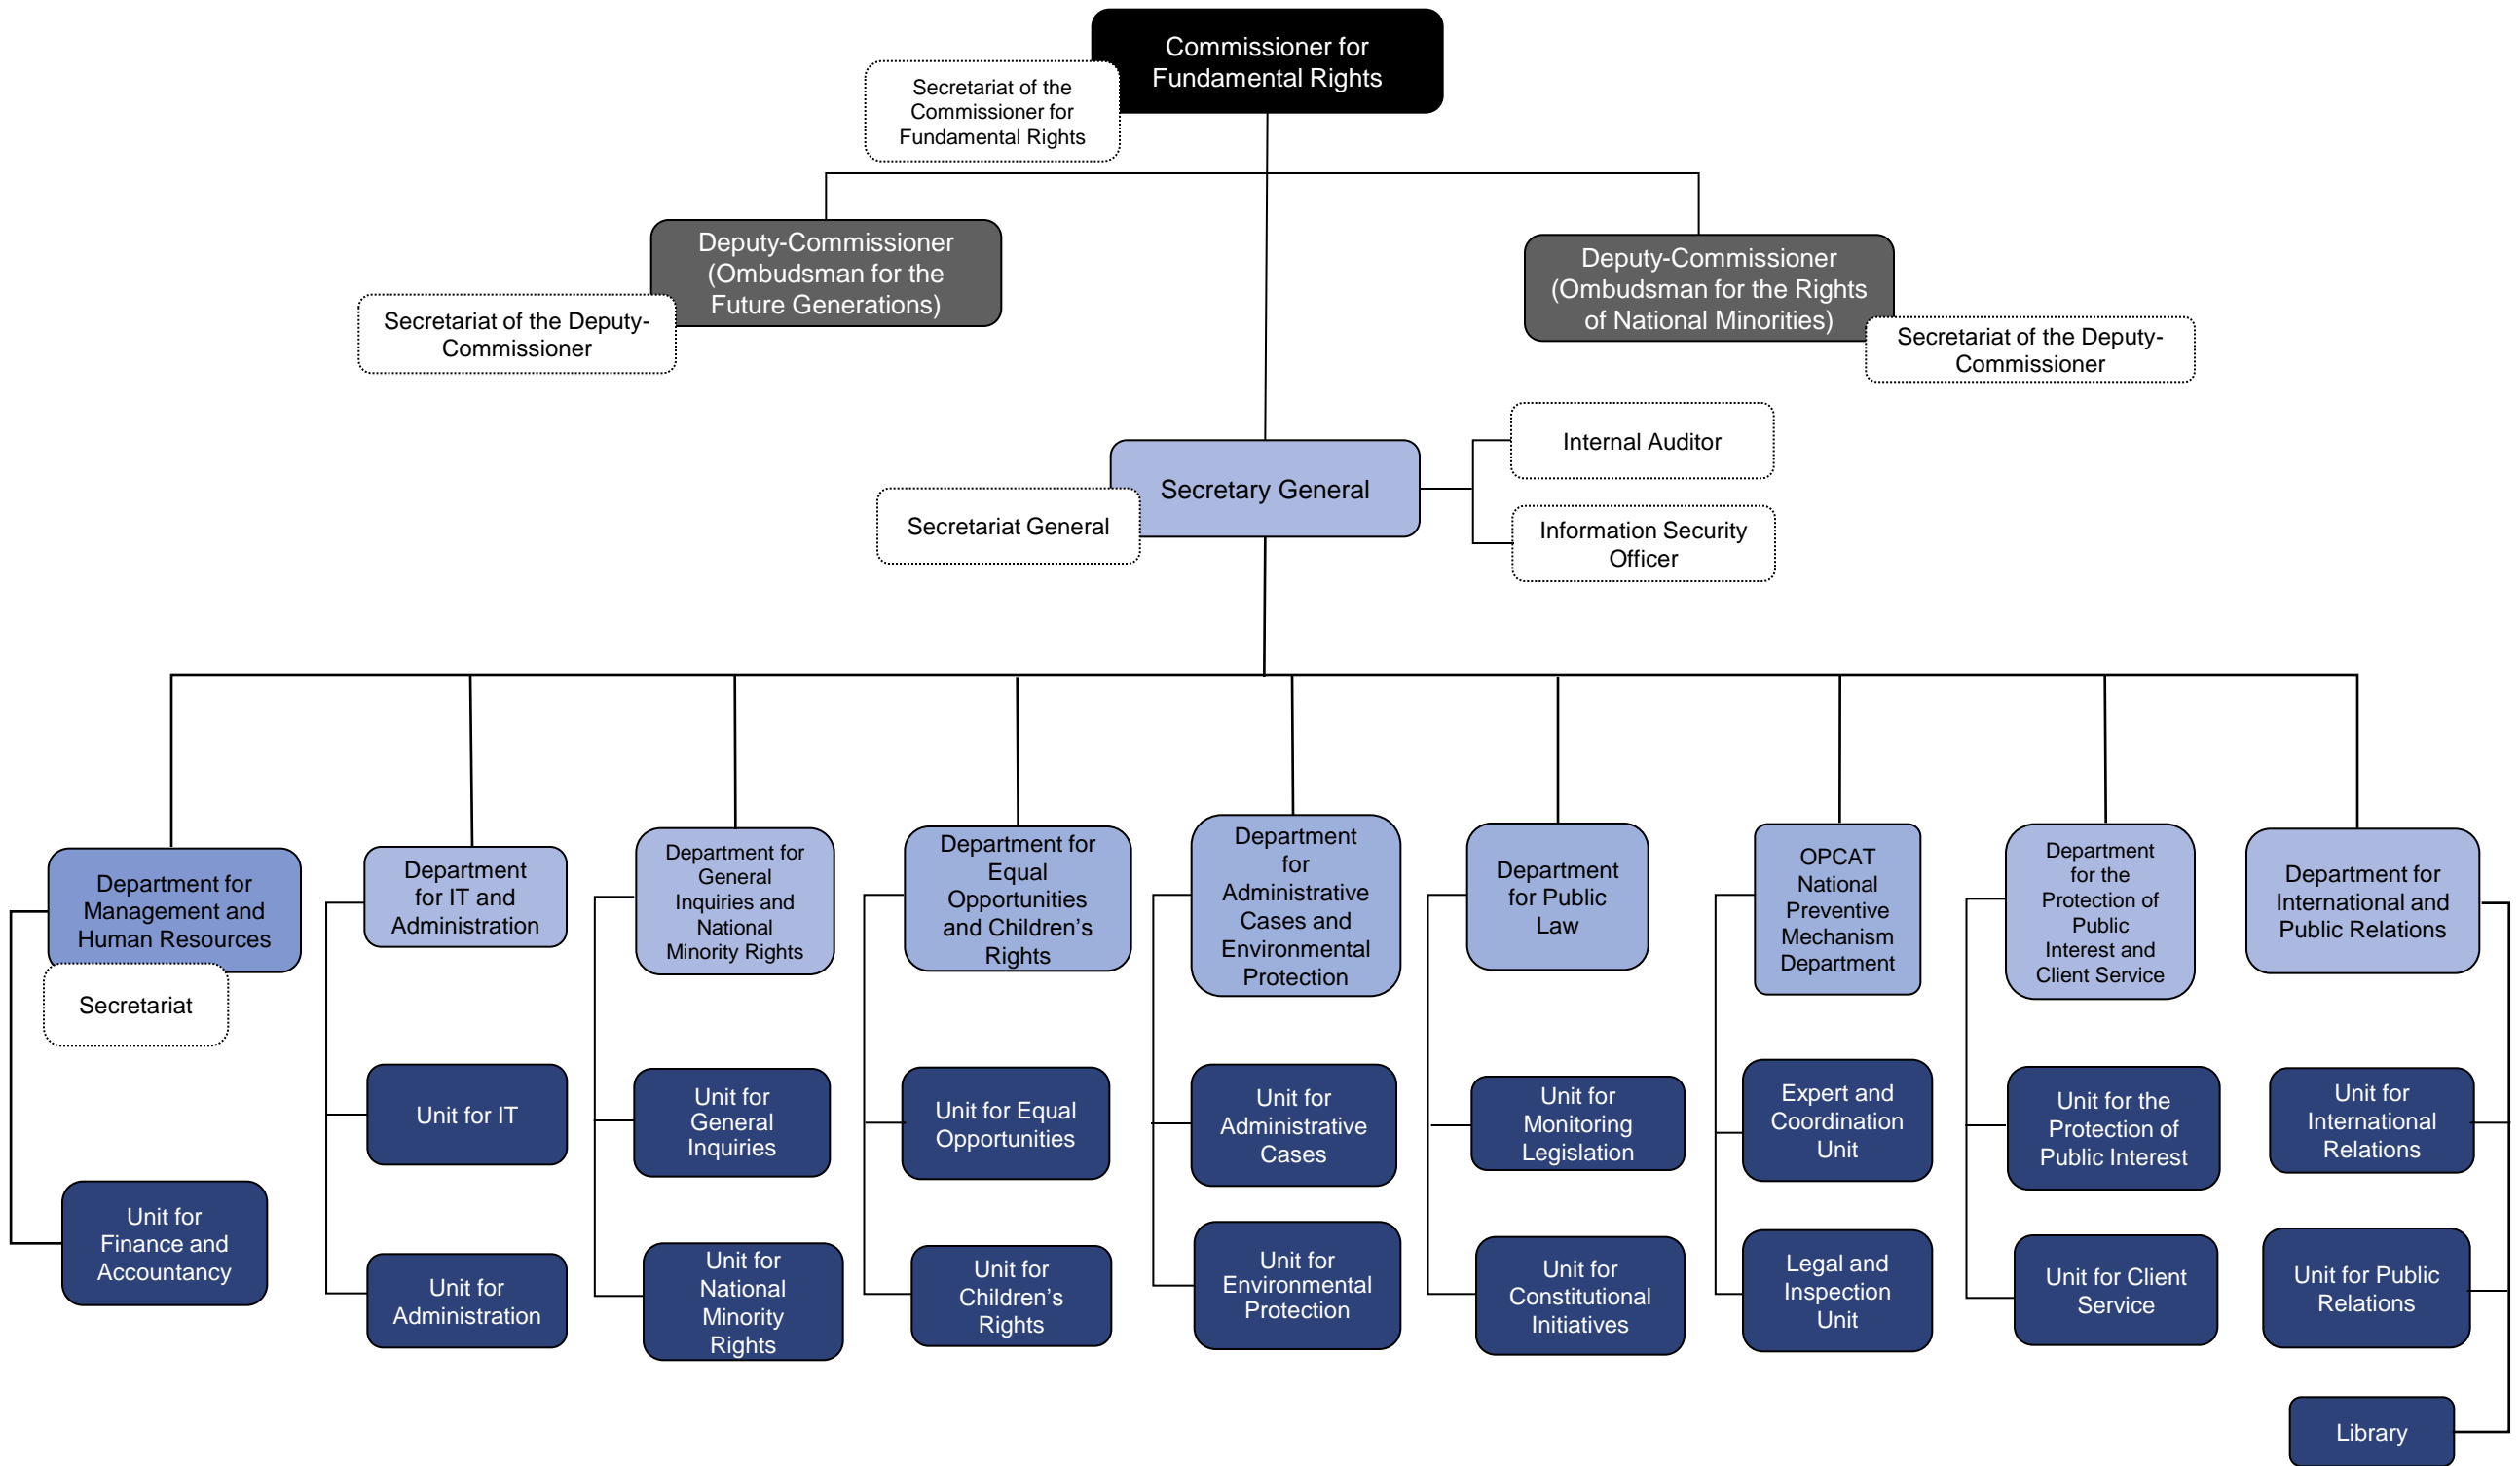 Commissioner for
Fundamental Rights
Secretariat of the
Commissioner for
Fundamental Rights
Deputy-Commissioner
(Ombudsman for the
Future Generations)
Secretariat of the Deputy-
Commissioner
Deputy-Commissioner
(Ombudsman for the Rights
of National Minorities)
Secretariat of the Deputy-
Commissioner
Secretary General
Secretariat General
Internal Auditor
Information Security
Officer
Department for
Management and
Human Resources
Secretariat
Unit for
Finance and
Accountancy
Department
for IT and
Administration
Unit for IT
Unit for
Administration
Department for
General
Inquiries and
National
Minority Rights
Unit for
General
Inquiries
Unit for
National
Minority
Rights
Department for
Equal
Opportunities
and Children’s
Rights
Unit for Equal
Opportunities
Unit for
Children’s
Rights
Department
for
Administrative
Cases and
Environmental
Protection
Unit for
Administrative
Cases
Unit for
Environmental
Protection
Department
for Public
Law
Unit for
Monitoring
Legislation
Unit for
Constitutional
Initiatives
OPCAT
National
Preventive
Mechanism
Department
Expert and
Coordination
Unit
Legal and
Inspection
Unit
Department
for the
Protection of
Public
Interest and
Client Service
Unit for the
Protection of
Public Interest
Unit for Client
Service
Department for
International and
Public Relations
Unit for
International
Relations
Unit for Public
Relations
Library